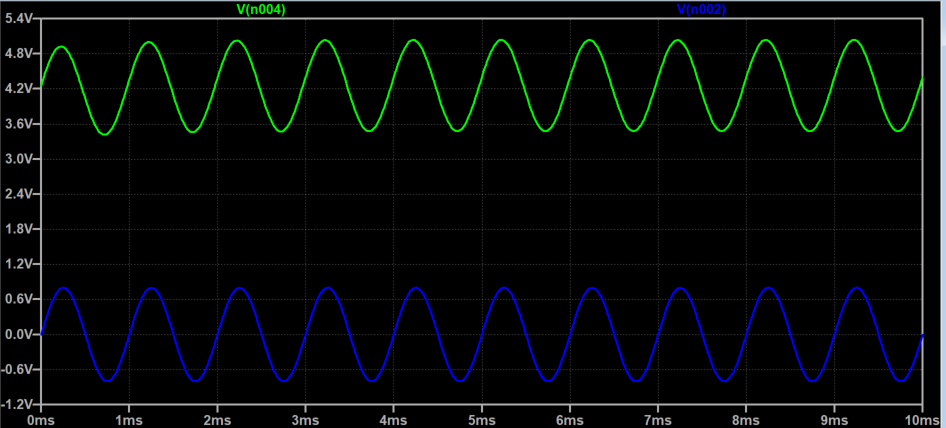 V(n004) V(n002)
5.4V
4.8V
4.2V
3.6V
3.0V
2.4V
1.8V
1.2V
0.6V
0.0V
-0.6V
-1.2V
0ms 1ms 2ms 3ms 4ms 5ms 6ms 7ms 8ms 9ms 10ms